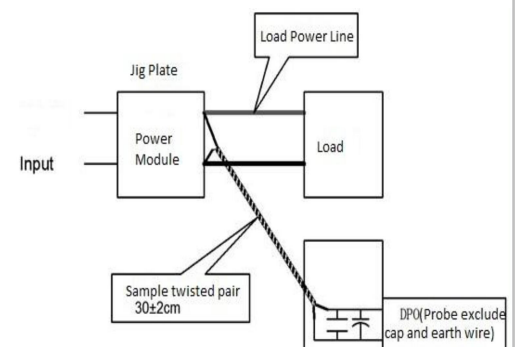 Load Power Line
Jig Plate
Power
Module
Load
Input
Sample twisted pair
30±2cm
DPO(Probe exclude
cap and earth wire)